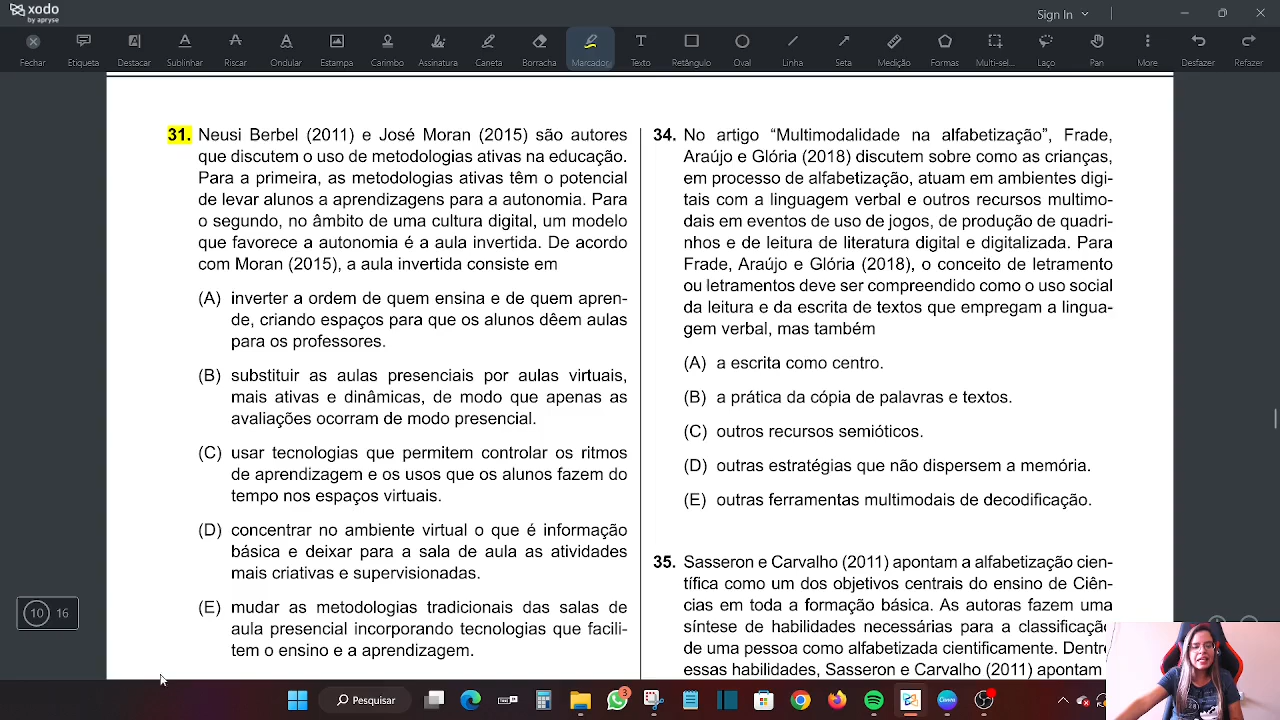 xodo
by apryse
Sign In
Fechar
Etiqueta
Destacar
Sublinhar
Riscar
Ondular
Estampa
Carimbo
Assinatura
Caneta
Borracha
Marcador
Texto
Retângulo
Oval
Linha
Seta
Medição
Formas
Multi-sel...
Laço
Pan
More
Desfazer
Refazer
31. Neusi Berbel (2011) e José Moran (2015) são autores
que discutem o uso de metodologias ativas na educação.
Para a primeira, as metodologias ativas têm o potencial
de levar alunos a aprendizagens para a autonomia. Para
o segundo, no âmbito de uma cultura digital, um modelo
que favorece a autonomia é a aula invertida. De acordo
com Moran (2015), a aula invertida consiste em
(A) inverter a ordem de quem ensina e de quem apren-
de, criando espaços para que os alunos dêem aulas
para os professores.
(B) substituir as aulas presenciais por aulas virtuais,
mais ativas e dinâmicas, de modo que apenas as
avaliações ocorram de modo presencial.
(C) usar tecnologias que permitem controlar os ritmos
de aprendizagem e os usos que os alunos fazem do
tempo nos espaços virtuais.
(D) concentrar no ambiente virtual o que é informação
básica e deixar para a sala de aula as atividades
mais criativas e supervisionadas.
(E) mudar as metodologias tradicionais das salas de
aula presencial incorporando tecnologias que facili-
tem o ensino e a aprendizagem.
34. No artigo “Multimodalidade na alfabetização”, Frade,
Araújo e Glória (2018) discutem sobre como as crianças,
em processo de alfabetização, atuam em ambientes digi-
tais com a linguagem verbal e outros recursos multimo-
dais em eventos de uso de jogos, de produção de quadri-
nhos e de leitura de literatura digital e digitalizada. Para
Frade, Araújo e Glória (2018), o conceito de letramento
ou letramentos deve ser compreendido como o uso social
da leitura e da escrita de textos que empregam a lingua-
gem verbal, mas também
(A) a escrita como centro.
(B) a prática da cópia de palavras e textos.
(C) outros recursos semióticos.
(D) outras estratégias que não dispersem a memória.
(E) outras ferramentas multimodais de decodificação.
35. Sasseron e Carvalho (2011) apontam a alfabetização cien-
tífica como um dos objetivos centrais do ensino de Ciên-
cias em toda a formação básica. As autoras fazem uma
síntese de habilidades necessárias para a classificação
de uma pessoa como alfabetizada cientificamente. Dentre
essas habilidades, Sasseron e Carvalho (2011) apontam
10 16
Pesquisar
3